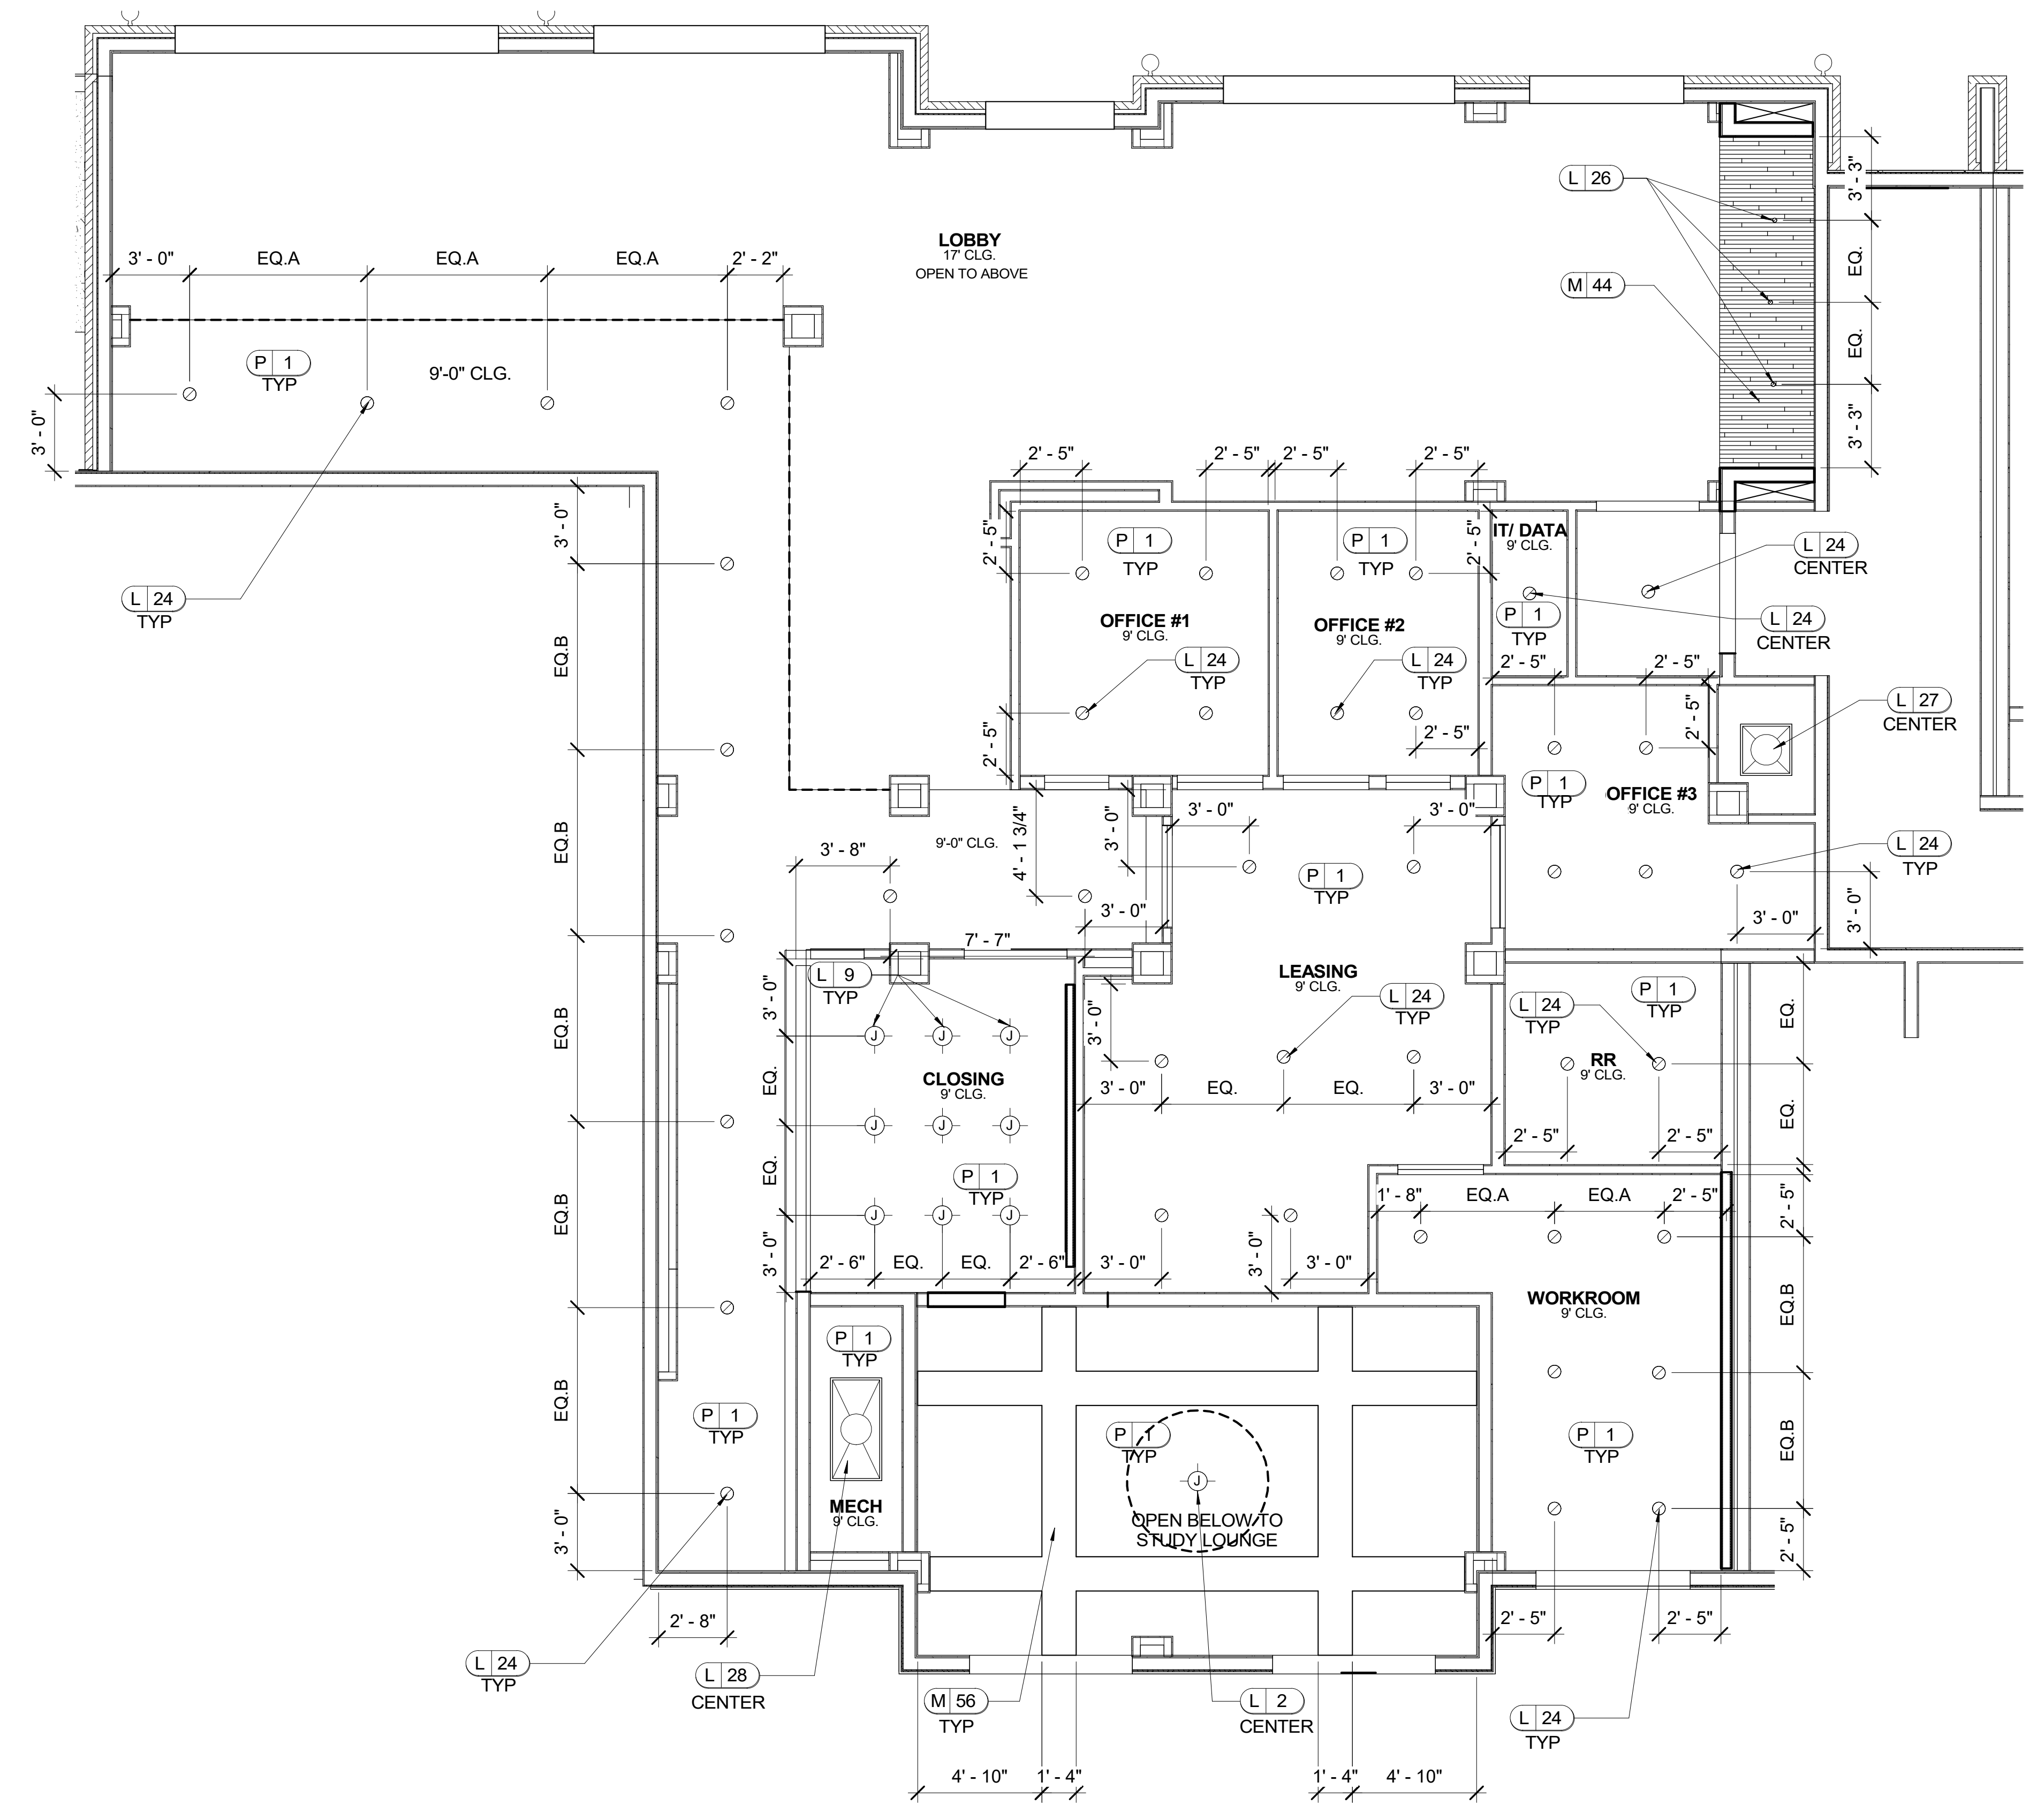 L 26
3' - 3"
LOBBY
17' CLG.
OPEN TO ABOVE
3' - 0"
EQ.A
EQ.A
EQ.A
2' - 2"
EQ.
M 44
P 1
TYP
9'-0" CLG.
EQ.
3' - 0"
3' - 3"
2' - 5"
2' - 5"
2' - 5"
2' - 5"
3' - 0"
2' - 5"
P 1
TYP
P 1
TYP
2' - 5"
IT/ DATA
9' CLG.
L 24
CENTER
L 24
TYP
P 1
TYP
L 24
CENTER
OFFICE #1
9' CLG.
OFFICE #2
9' CLG.
EQ.B
L 24
TYP
L 24
TYP
2' - 5"
2' - 5"
2' - 5"
L 27
CENTER
2' - 5"
2' - 5"
P 1
TYP
OFFICE #3
9' CLG.
EQ.B
3' - 8"
9'-0" CLG.
4' - 1 3/4"
3' - 0"
3' - 0"
3' - 0"
L 24
TYP
P 1
TYP
3' - 0"
3' - 0"
3' - 0"
7' - 7"
L 9
TYP
3' - 0"
LEASING
9' CLG.
L 24
TYP
P 1
TYP
L 24
TYP
EQ.
EQ.B
3' - 0"
J
J
J
RR
9' CLG.
CLOSING
9' CLG.
EQ.
3' - 0"
EQ.
EQ.
3' - 0"
EQ.
J
J
J
2' - 5"
2' - 5"
EQ.
P 1
TYP
EQ.B
1' - 8"
EQ.A
EQ.A
2' - 5"
2' - 5"
J
J
J
3' - 0"
2' - 6"
EQ.
EQ.
2' - 6"
3' - 0"
3' - 0"
3' - 0"
WORKROOM
9' CLG.
EQ.B
P 1
TYP
EQ.B
P 1
TYP
P 1
TYP
P 1
TYP
EQ.B
J
MECH
9' CLG.
OPEN BELOW TO
STUDY LOUNGE
3' - 0"
2' - 5"
2' - 8"
2' - 5"
2' - 5"
L 24
TYP
L 28
CENTER
M 56
TYP
L 2
CENTER
L 24
TYP
4' - 10"
1' - 4"
1' - 4"
4' - 10"